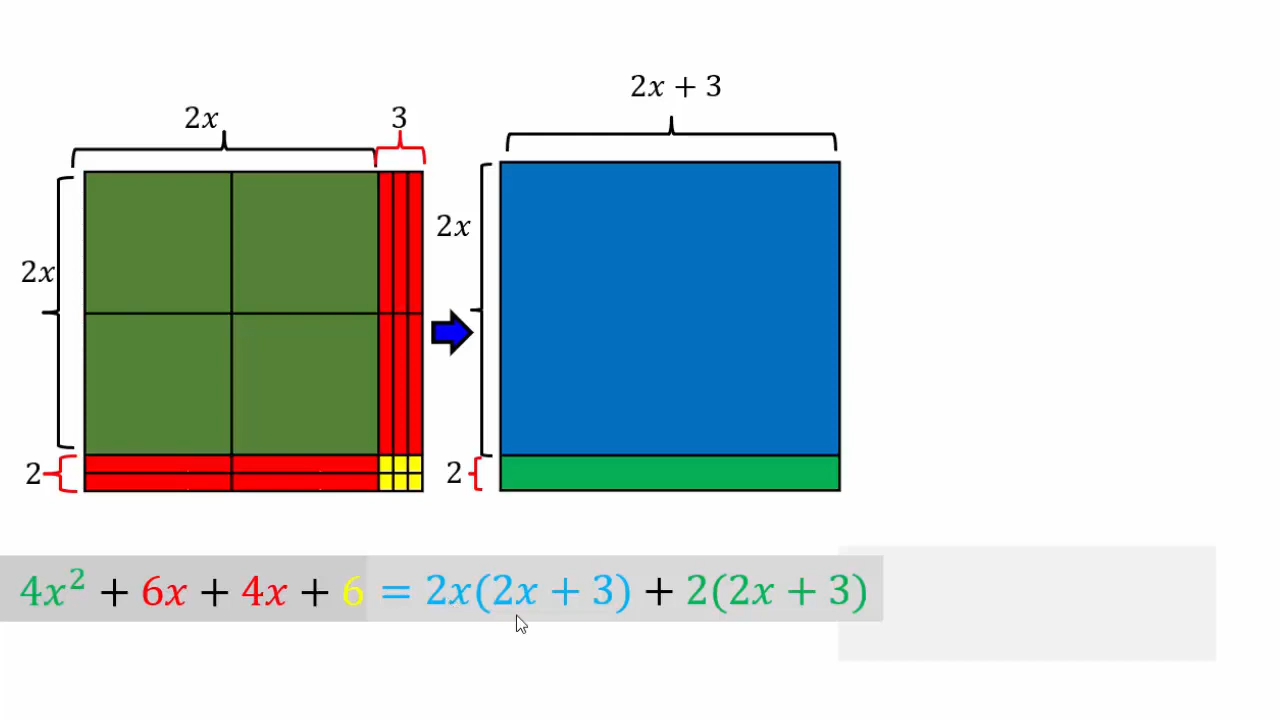 2x + 3
2x 3
2x
2x
2 2
4x² + 6x + 4x + 6 = 2x(2x + 3) + 2(2x + 3)